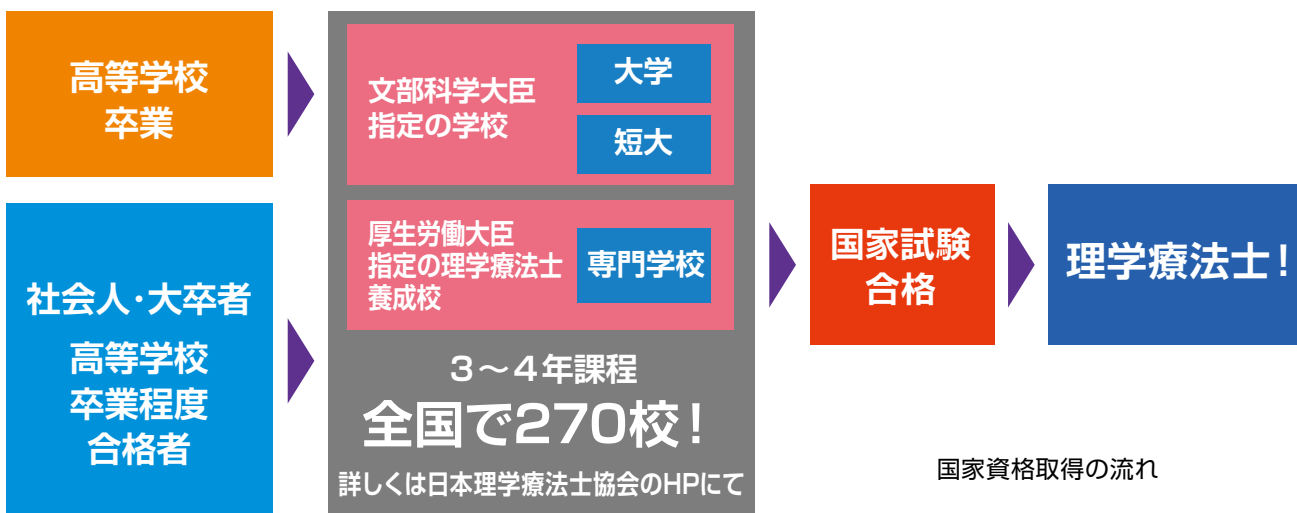 高等学校
卒業
社会人・大卒者
高等学校
卒業程度
合格者
文部科学大臣
指定の学校
大学
短大
厚生労働大臣
指定の理学療法士
養成校
専門学校
3〜4年課程
全国で270校!
詳しくは日本理学療法士協会のHPにて
国家試験
合格
理学療法士!
国家資格取得の流れ